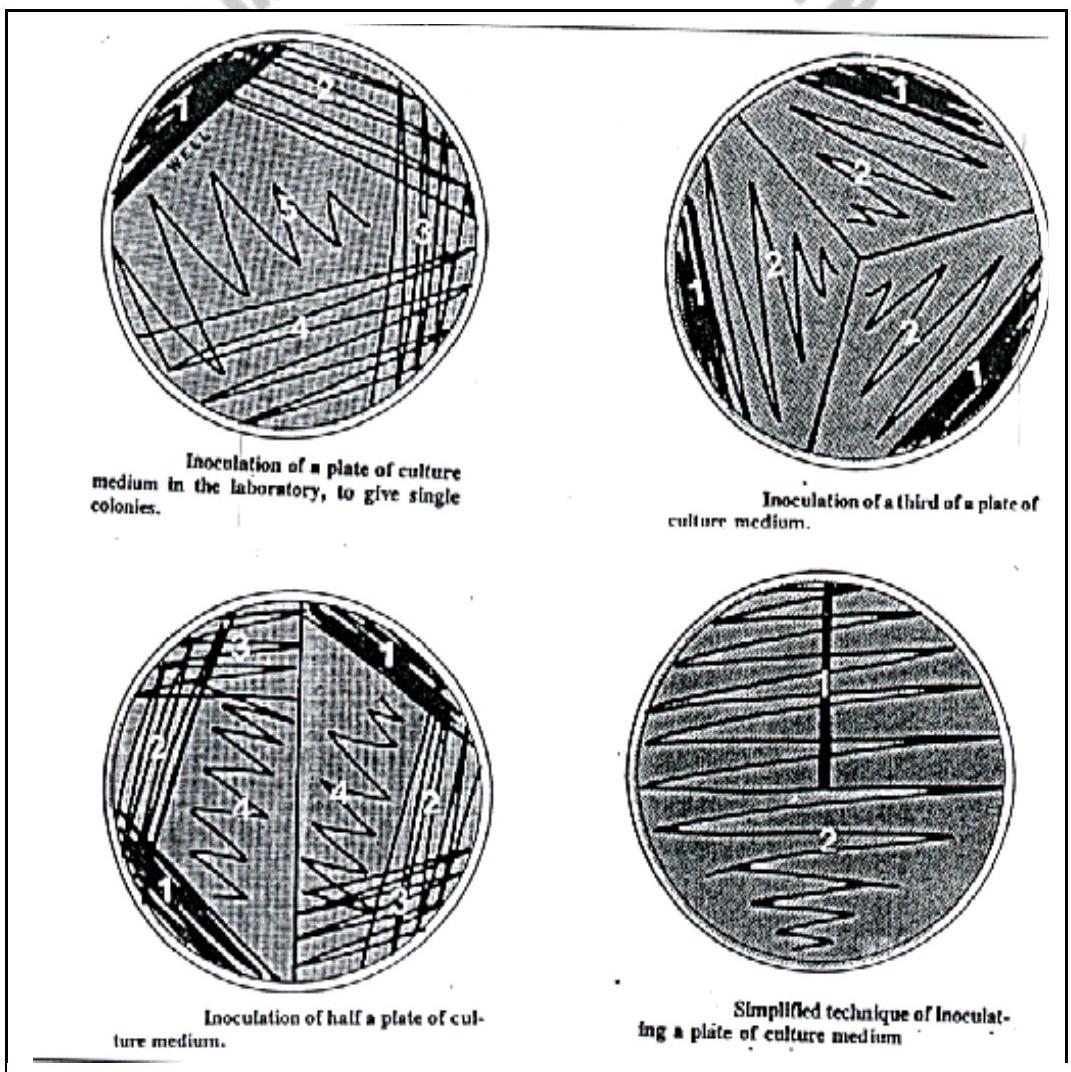 1
2
WELL
5
3
4
Inoculation of a plate of culture
medium in the laboratory, to give single
colonies.
1
2
2
1
2
1
Inoculation of a third of a plate of
culture medium.
3
1
2
4
4
2
1
3
Inoculation of half a plate of cul-
ture medium.
1
2
Simplified technique of Inoculat-
ing a plate of culture medium